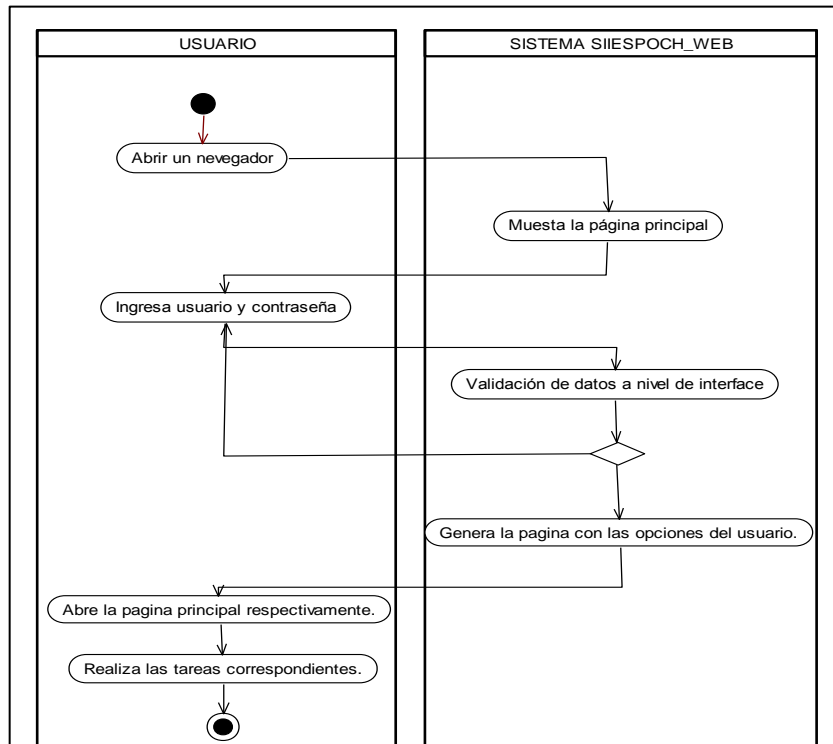 USUARIO
SISTEMA SIIESPOCH_WEB
Abrir un nevegador
Muesta la página principal
Ingresa usuario y contraseña
Validación de datos a nivel de interface
Genera la pagina con las opciones del usuario.
Abre la pagina principal respectivamente.
Realiza las tareas correspondientes.